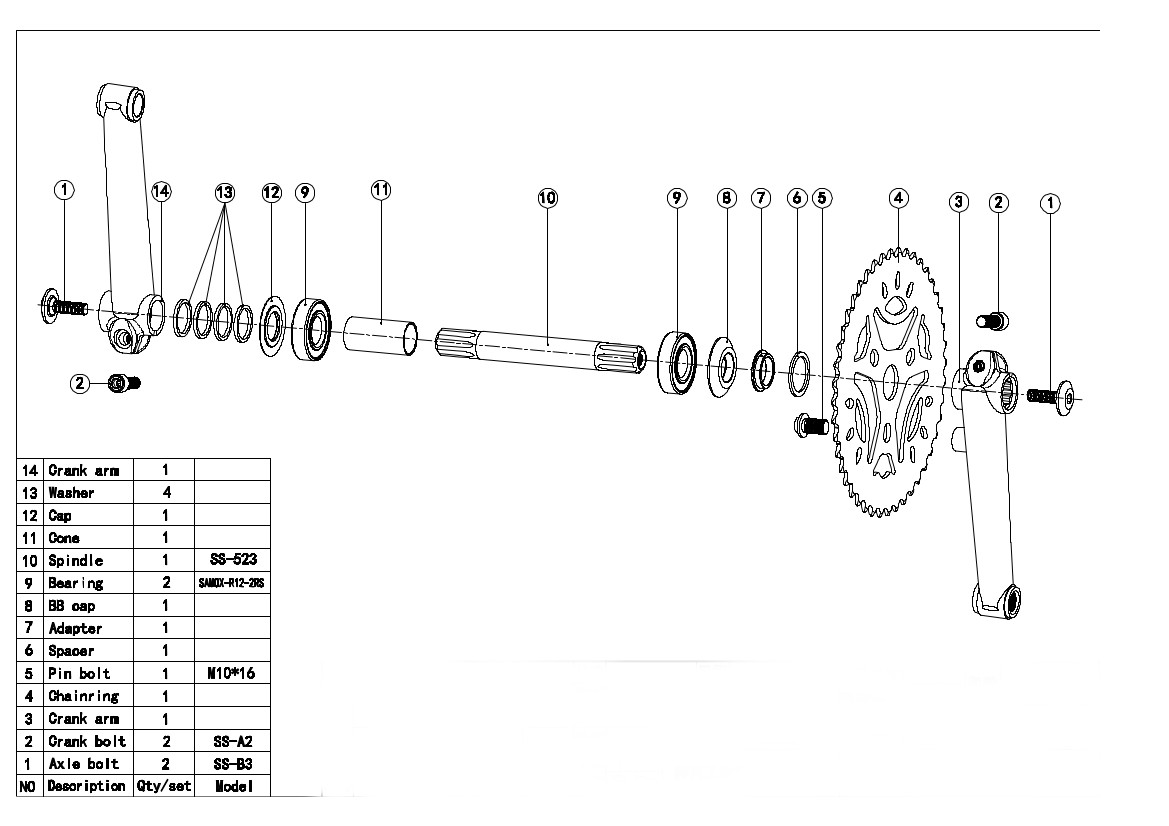 1
14
13
12
9
11
10
9
8
7
6
5
4
3
2
1
2
14 Crank arm 1
13 Washer 4
12 Cap 1
11 Cone 1
10 Spindle 1 SS-523
9 Bearing 2 SAMOX-R12-2RS
8 BB cap 1
7 Adapter 1
6 Spacer 1
5 Pin bolt 1 M10*16
4 Chainring 1
3 Crank arm 1
2 Crank bolt 2 SS-A2
1 Axle bolt 2 SS-B3
NO Description Qty/set Model